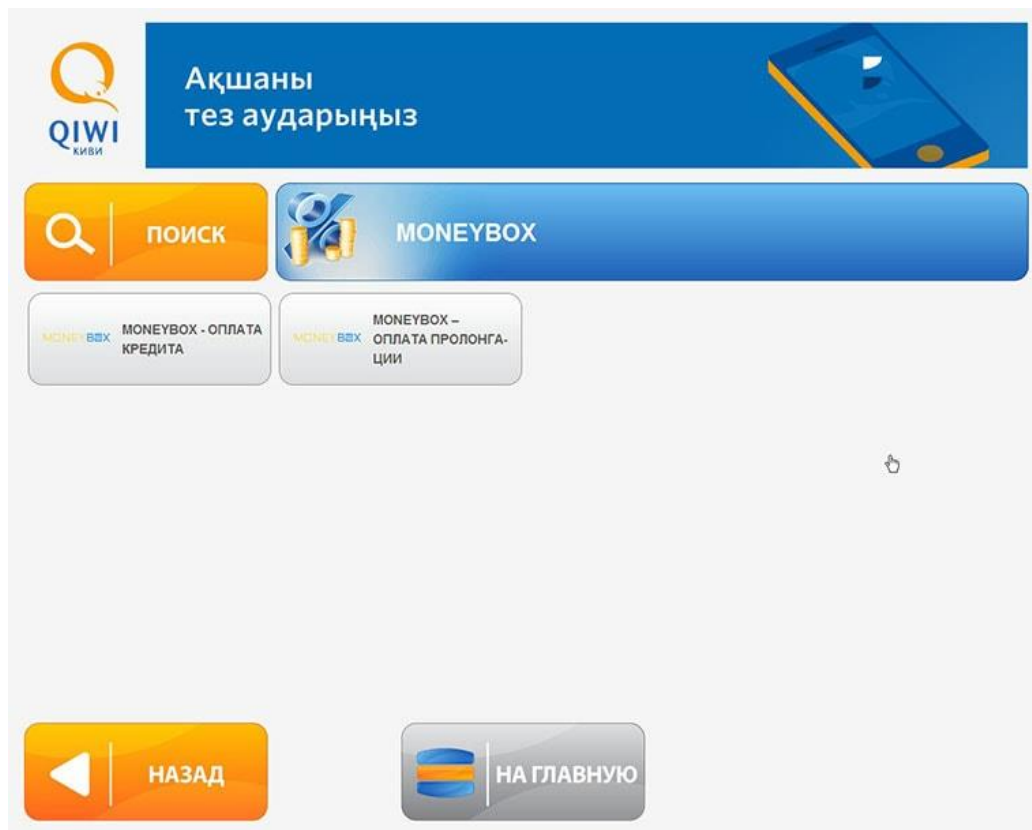 QIWI
КИВИ
Ақшаны
тез аударыңыз
ПОИСК
MONEYBOX
MONEYBOX
MONEYBOX - ОПЛАТА
КРЕДИТА
MONEYBOX
MONEYBOX –
ОПЛАТА ПРОЛОНГА-
ЦИИ
НАЗАД
НА ГЛАВНУЮ